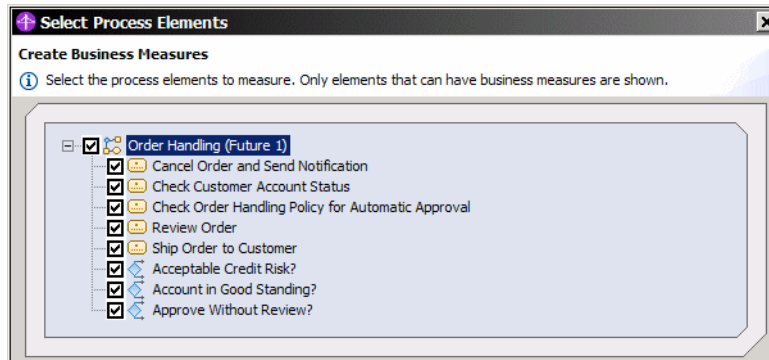 Select Process Elements
Create Business Measures
Select the process elements to measure. Only elements that can have business measures are shown.
Order Handling (Future 1)
Cancel Order and Send Notification
Check Customer Account Status
Check Order Handling Policy for Automatic Approval
Review Order
Ship Order to Customer
Acceptable Credit Risk?
Account in Good Standing?
Approve Without Review?